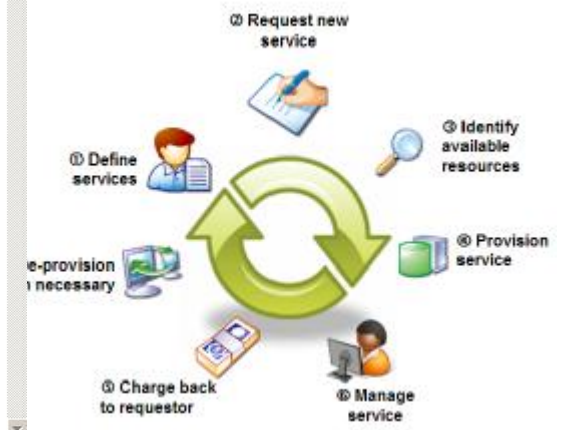 ② Request new
service
① Define
services
③ Identify
available
resources
④ Provision
service
e-provision
necessary
⑤ Charge back
to requestor
⑥ Manage
service